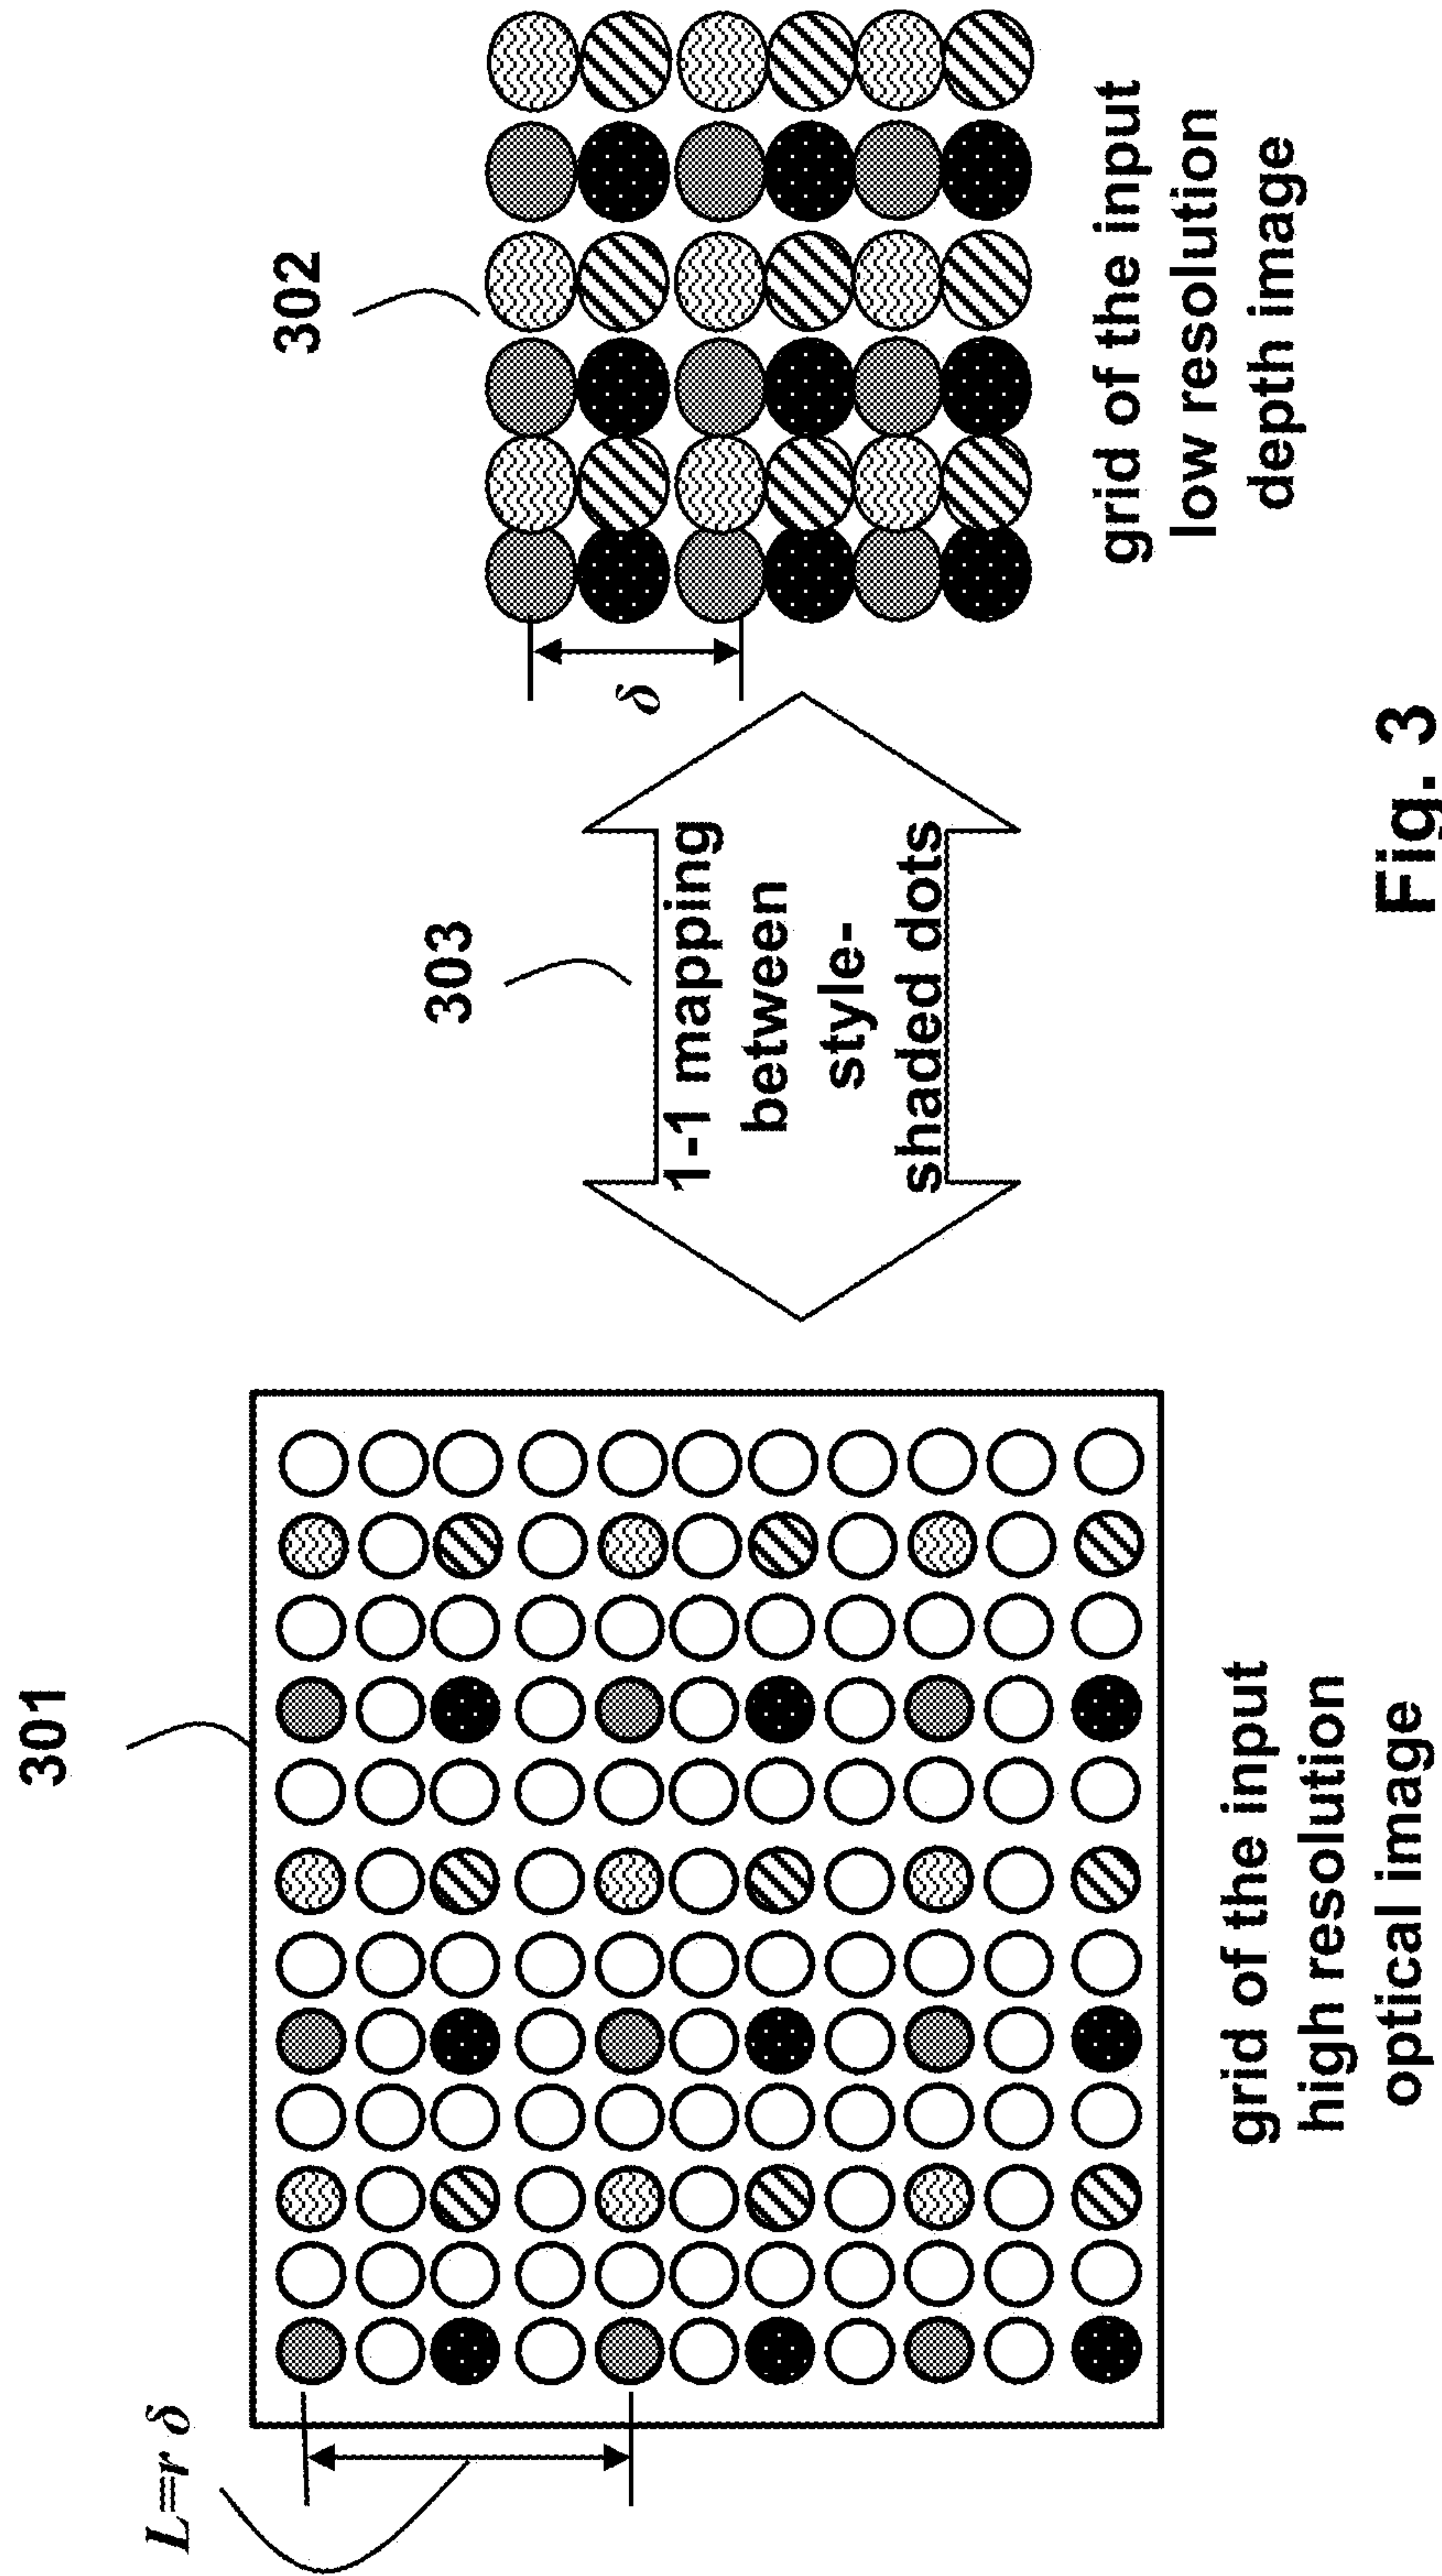 301
L=r δ
grid of the input
high resolution
optical image
303
1-1 mapping
between
style-
shaded dots
302
δ
grid of the input
low resolution
depth image
Fig. 3